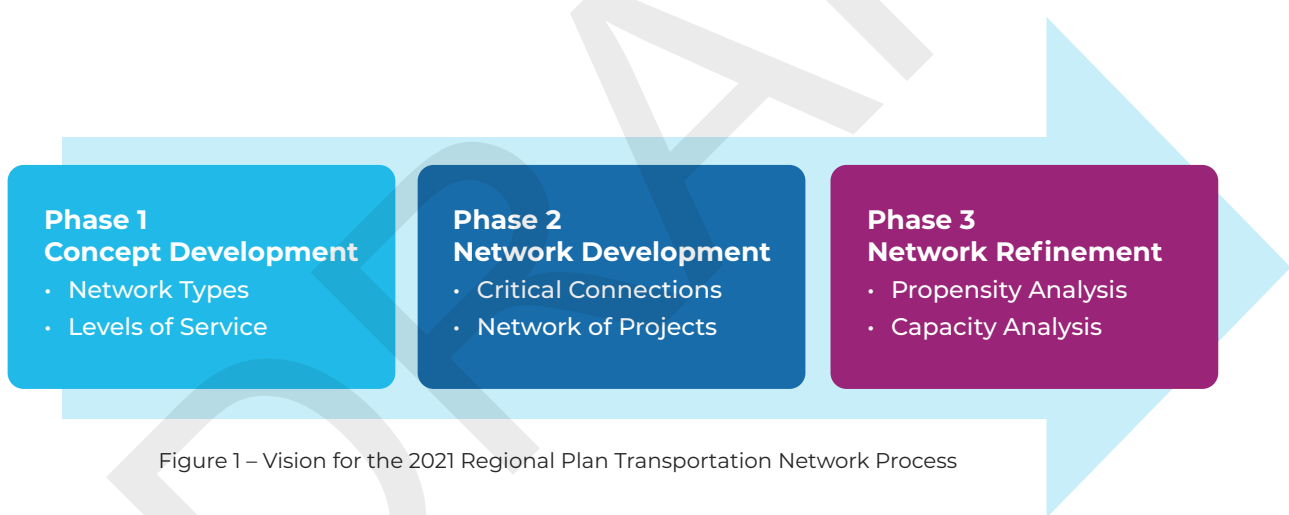 Phase 1
Concept Development
• Network Types
• Levels of Service
Phase 2
Network Development
• Critical Connections
• Network of Projects
Phase 3
Network Refinement
• Propensity Analysis
• Capacity Analysis
Figure 1 – Vision for the 2021 Regional Plan Transportation Network Process